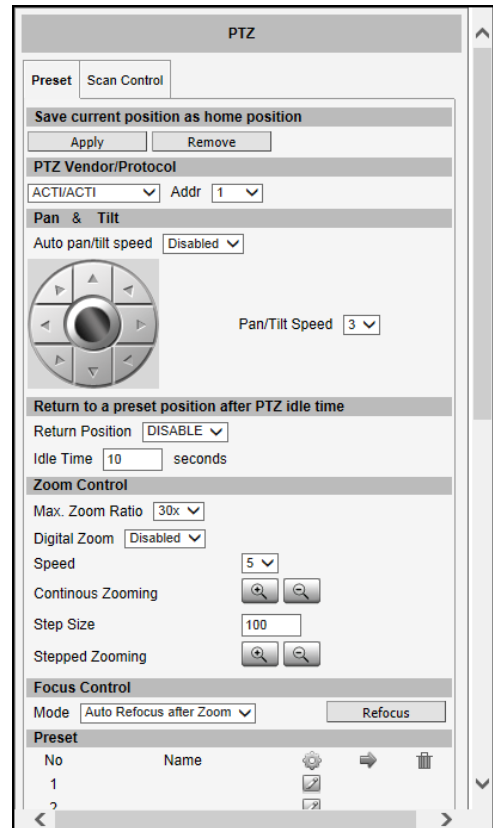 PTZ
Preset Scan Control
Save current position as home position
Apply Remove
PTZ Vendor/Protocol
ACTI/ACTI Addr 1
Pan & Tilt
Auto pan/tilt speed Disabled
Pan/Tilt Speed 3
Return to a preset position after PTZ idle time
Return Position DISABLE
Idle Time 10 seconds
Zoom Control
Max. Zoom Ratio 30x
Digital Zoom Disabled
Speed 5
Continous Zooming
Step Size 100
Stepped Zooming
Focus Control
Mode Auto Refocus after Zoom Refocus
Preset
No Name
1
2